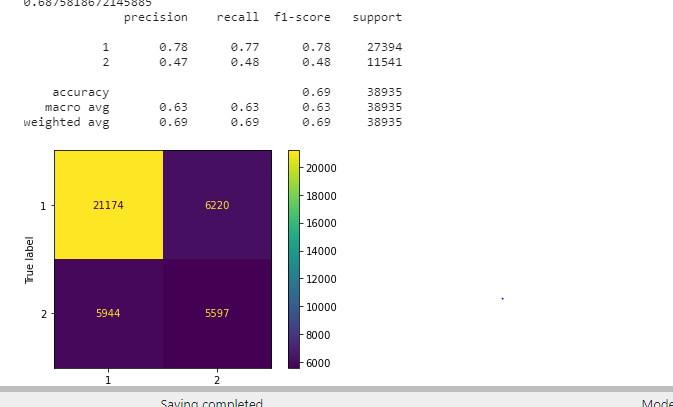 0.6875818672145885
precision recall f1-score support
1 0.78 0.77 0.78 27394
2 0.47 0.48 0.48 11541
accuracy 0.69 38935
macro avg 0.63 0.63 0.63 38935
weighted avg 0.69 0.69 0.69 38935
True label
1
21174 6220
2
5944 5597
1 2
20000
18000
16000
14000
12000
10000
8000
6000
Saving completed
Mode